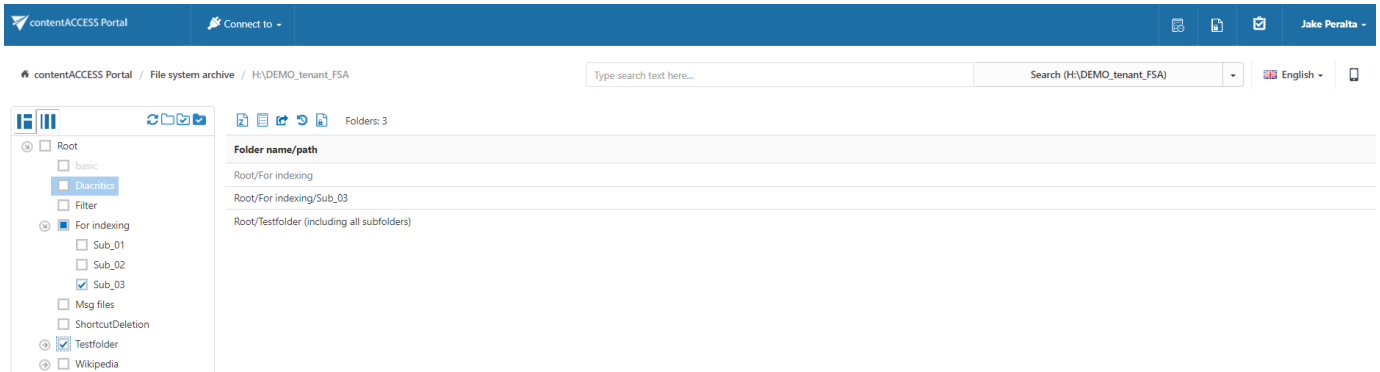 contentACCESS Portal
Connect to
Jake Peralta
contentACCESS Portal / File system archive / H:\DEMO_tenant_FSA
Type search text here...
Search (H:\DEMO_tenant_FSA)
English
Folders: 3
Root
basic
Diacritics
Filter
For indexing
Sub_01
Sub_02
Sub_03
Msg files
ShortcutDeletion
Testfolder
Wikipedia
Folder name/path
Root/For indexing
Root/For indexing/Sub_03
Root/Testfolder (including all subfolders)